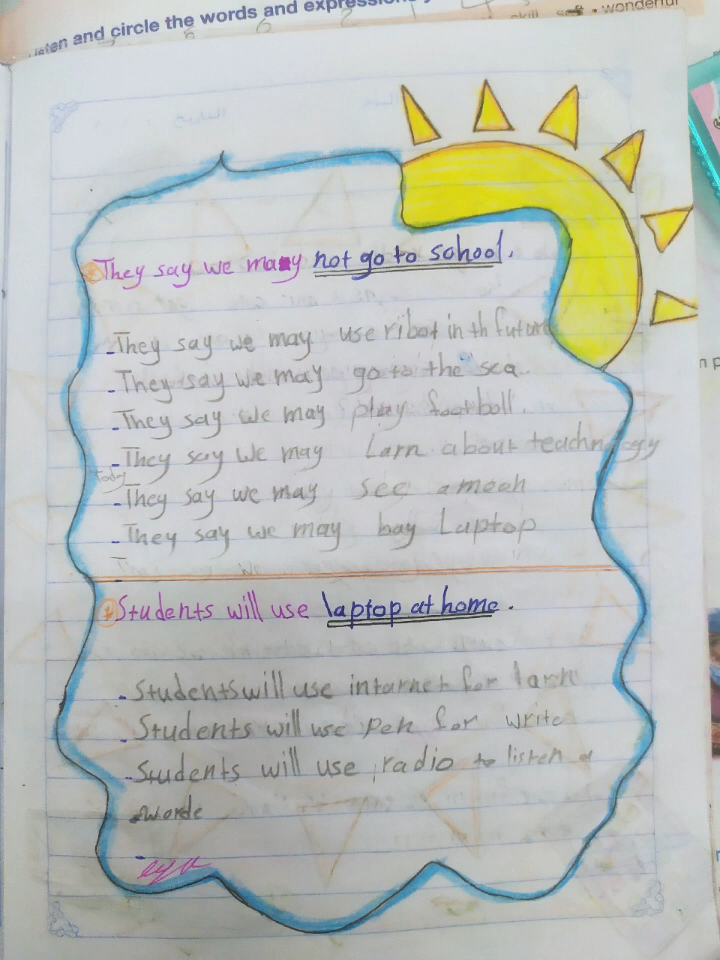 Listen and circle the words and
skill
wonderful
They say we may not go to school.
- They say we may use ribot in th future
- They say we may go to the sea.
- They say we may play football.
- They say We may Larn about teachnogy
Today
- They say we may see a moon
- They say we may bay Laptop
Students will use laptop at home.
- Students will use intarnet for larn
- Students will use pen for write
- Students will use radio to listen a
worde